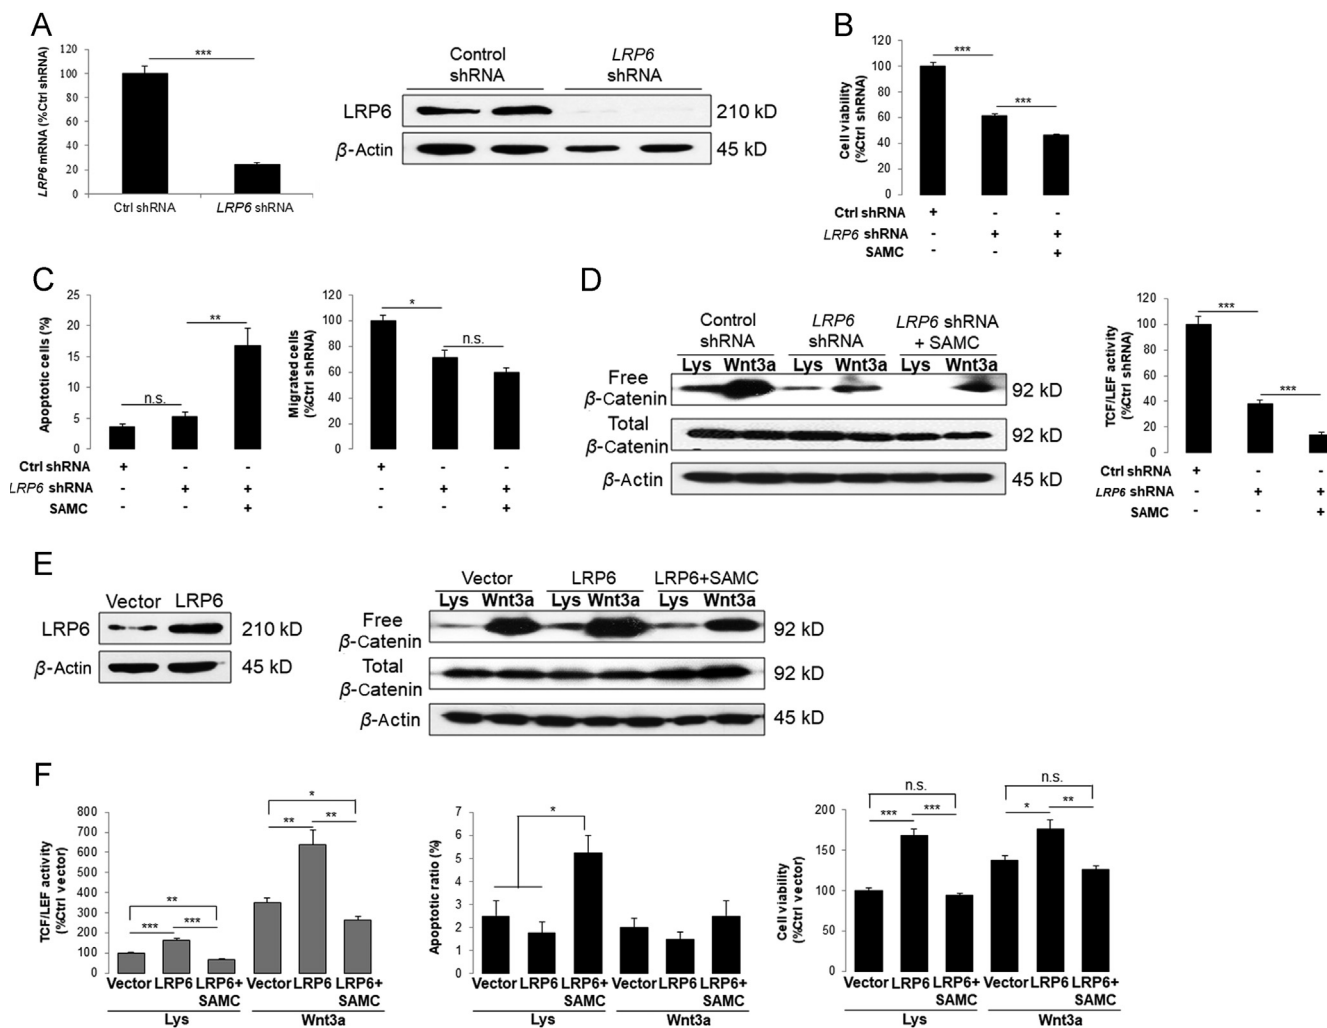 A
LRP6 mRNA (%Ctrl shRNA)
120
100
80
60
40
20
0
***
Ctrl shRNA
LRP6 shRNA
Control
shRNA
LRP6
shRNA
LRP6
210 kD
β-Actin
45 kD
B
Cell viability
(%Ctrl shRNA)
120
100
80
60
40
20
0
***
***
Ctrl shRNA + - -
LRP6 shRNA - + +
SAMC - - +
C
Apoptotic cells (%)
25
20
15
10
5
0
n.s.
**
Ctrl shRNA + - -
LRP6 shRNA - + +
SAMC - - +
Migrated cells
(%Ctrl shRNA)
120
100
80
60
40
20
0
*
n.s.
+ - -
- + +
- - +
D
Control
shRNA
LRP6
shRNA
LRP6 shRNA
+ SAMC
Lys Wnt3a Lys Wnt3a Lys Wnt3a
Free
β-Catenin
92 kD
Total
β-Catenin
92 kD
β-Actin
45 kD
TCF/LEF activity
(%Ctrl shRNA)
120
100
80
60
40
20
0
***
***
Ctrl shRNA + - -
LRP6 shRNA - + +
SAMC - - +
E
Vector LRP6
LRP6
210 kD
β-Actin
45 kD
Vector LRP6 LRP6+SAMC
Lys Wnt3a Lys Wnt3a Lys Wnt3a
Free
β-Catenin
92 kD
Total
β-Catenin
92 kD
β-Actin
45 kD
F
TCF/LEF activity
(%Ctrl vector)
800
700
600
500
400
300
200
100
0
**
*** ***
*
** **
Vector LRP6 LRP6+
SAMC
Vector LRP6 LRP6+
SAMC
Lys Wnt3a
Apoptotic ratio (%)
7
6
5
4
3
2
1
0
*
Vector LRP6 LRP6+
SAMC
Vector LRP6 LRP6+
SAMC
Lys Wnt3a
Cell viability
(%Ctrl vector)
200
150
100
50
0
n.s.
*** ***
n.s.
* **
Vector LRP6 LRP6+
SAMC
Vector LRP6 LRP6+
SAMC
Lys Wnt3a